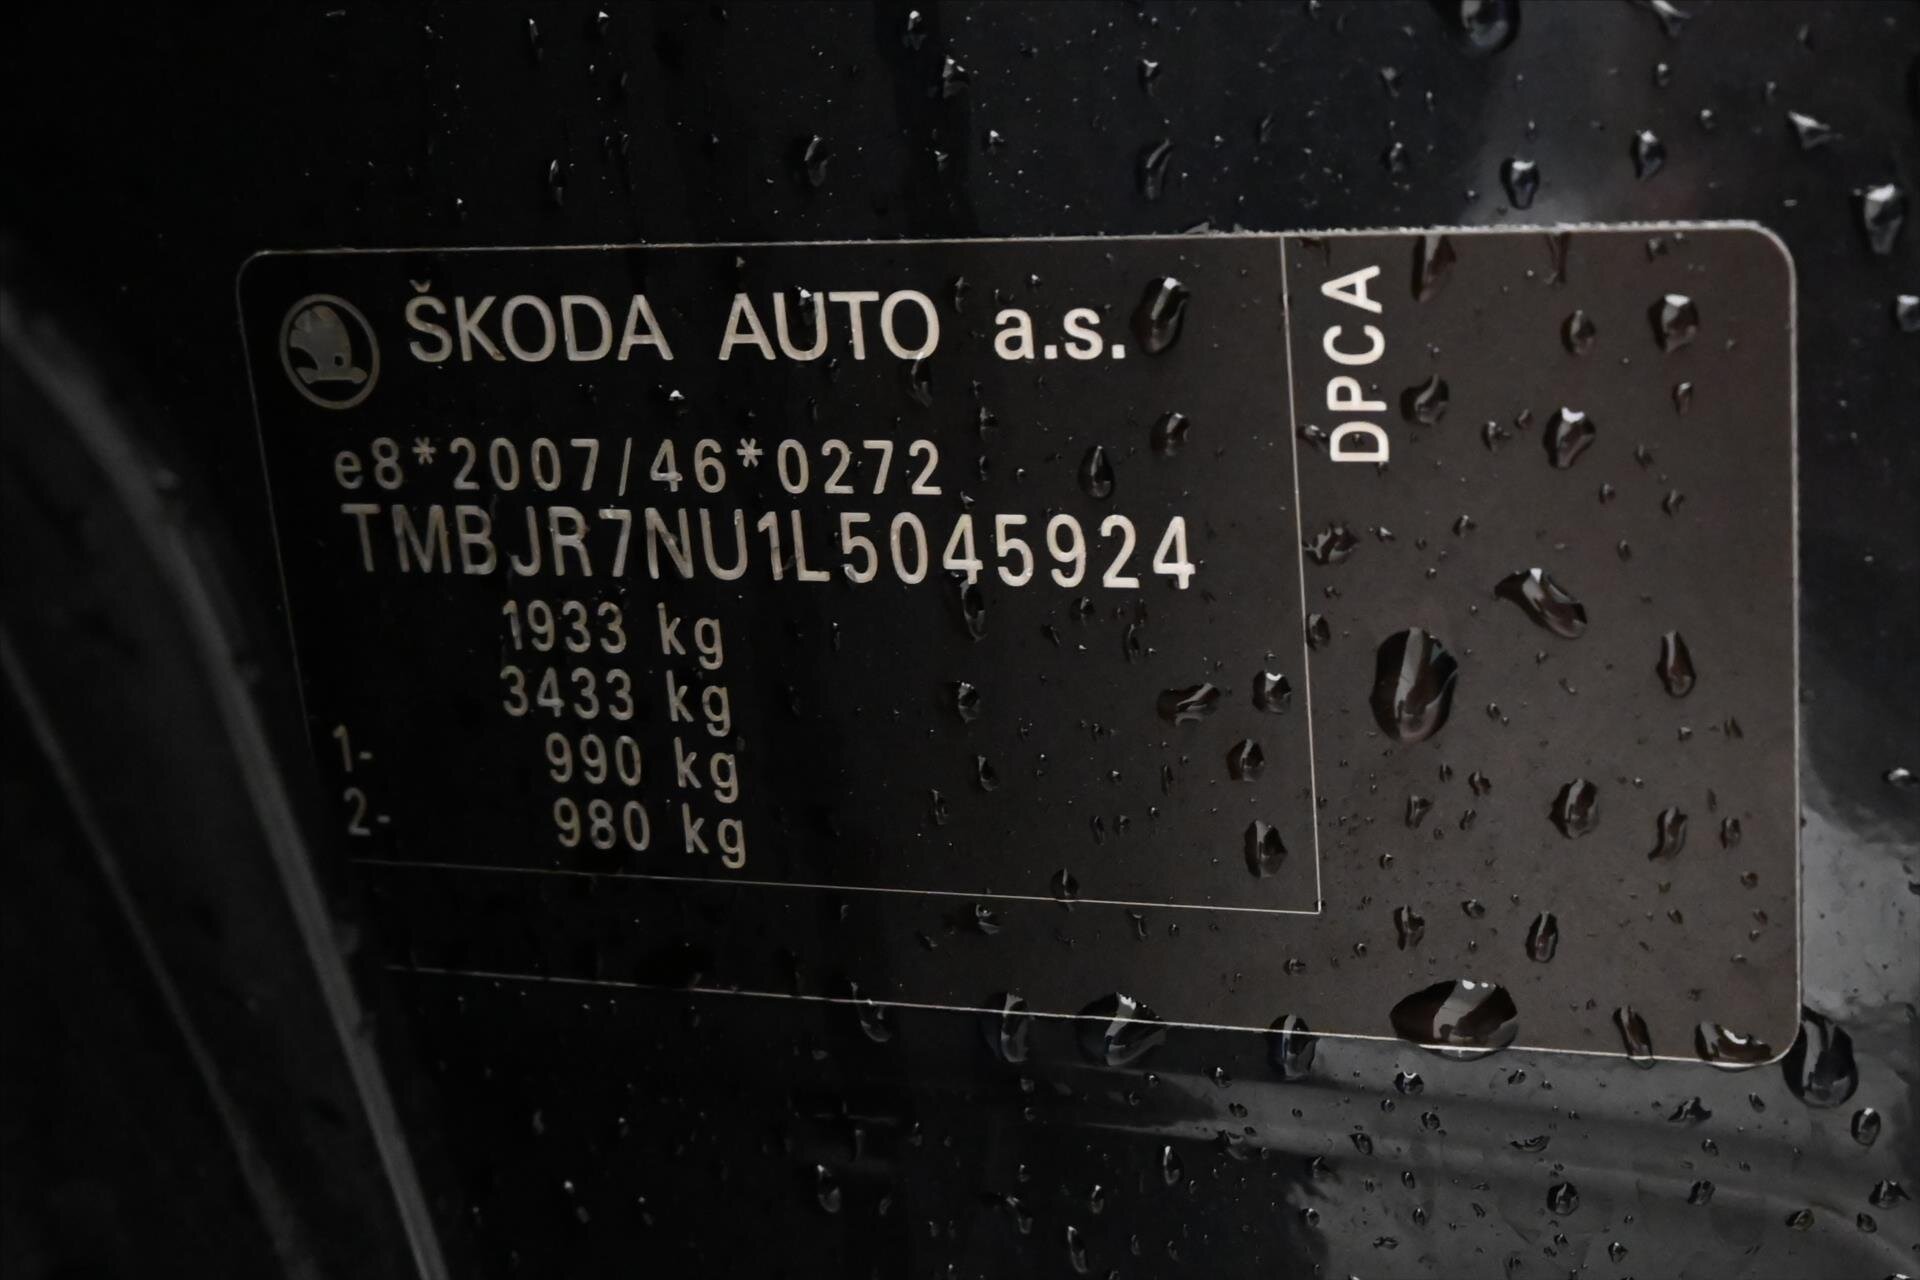 ŠKODA AUTO a.s.
e8*2007/46*0272
TMBJR7NU1L5045924
1933 kg
3433 kg
1- 990 kg
2- 980 kg
DPCA